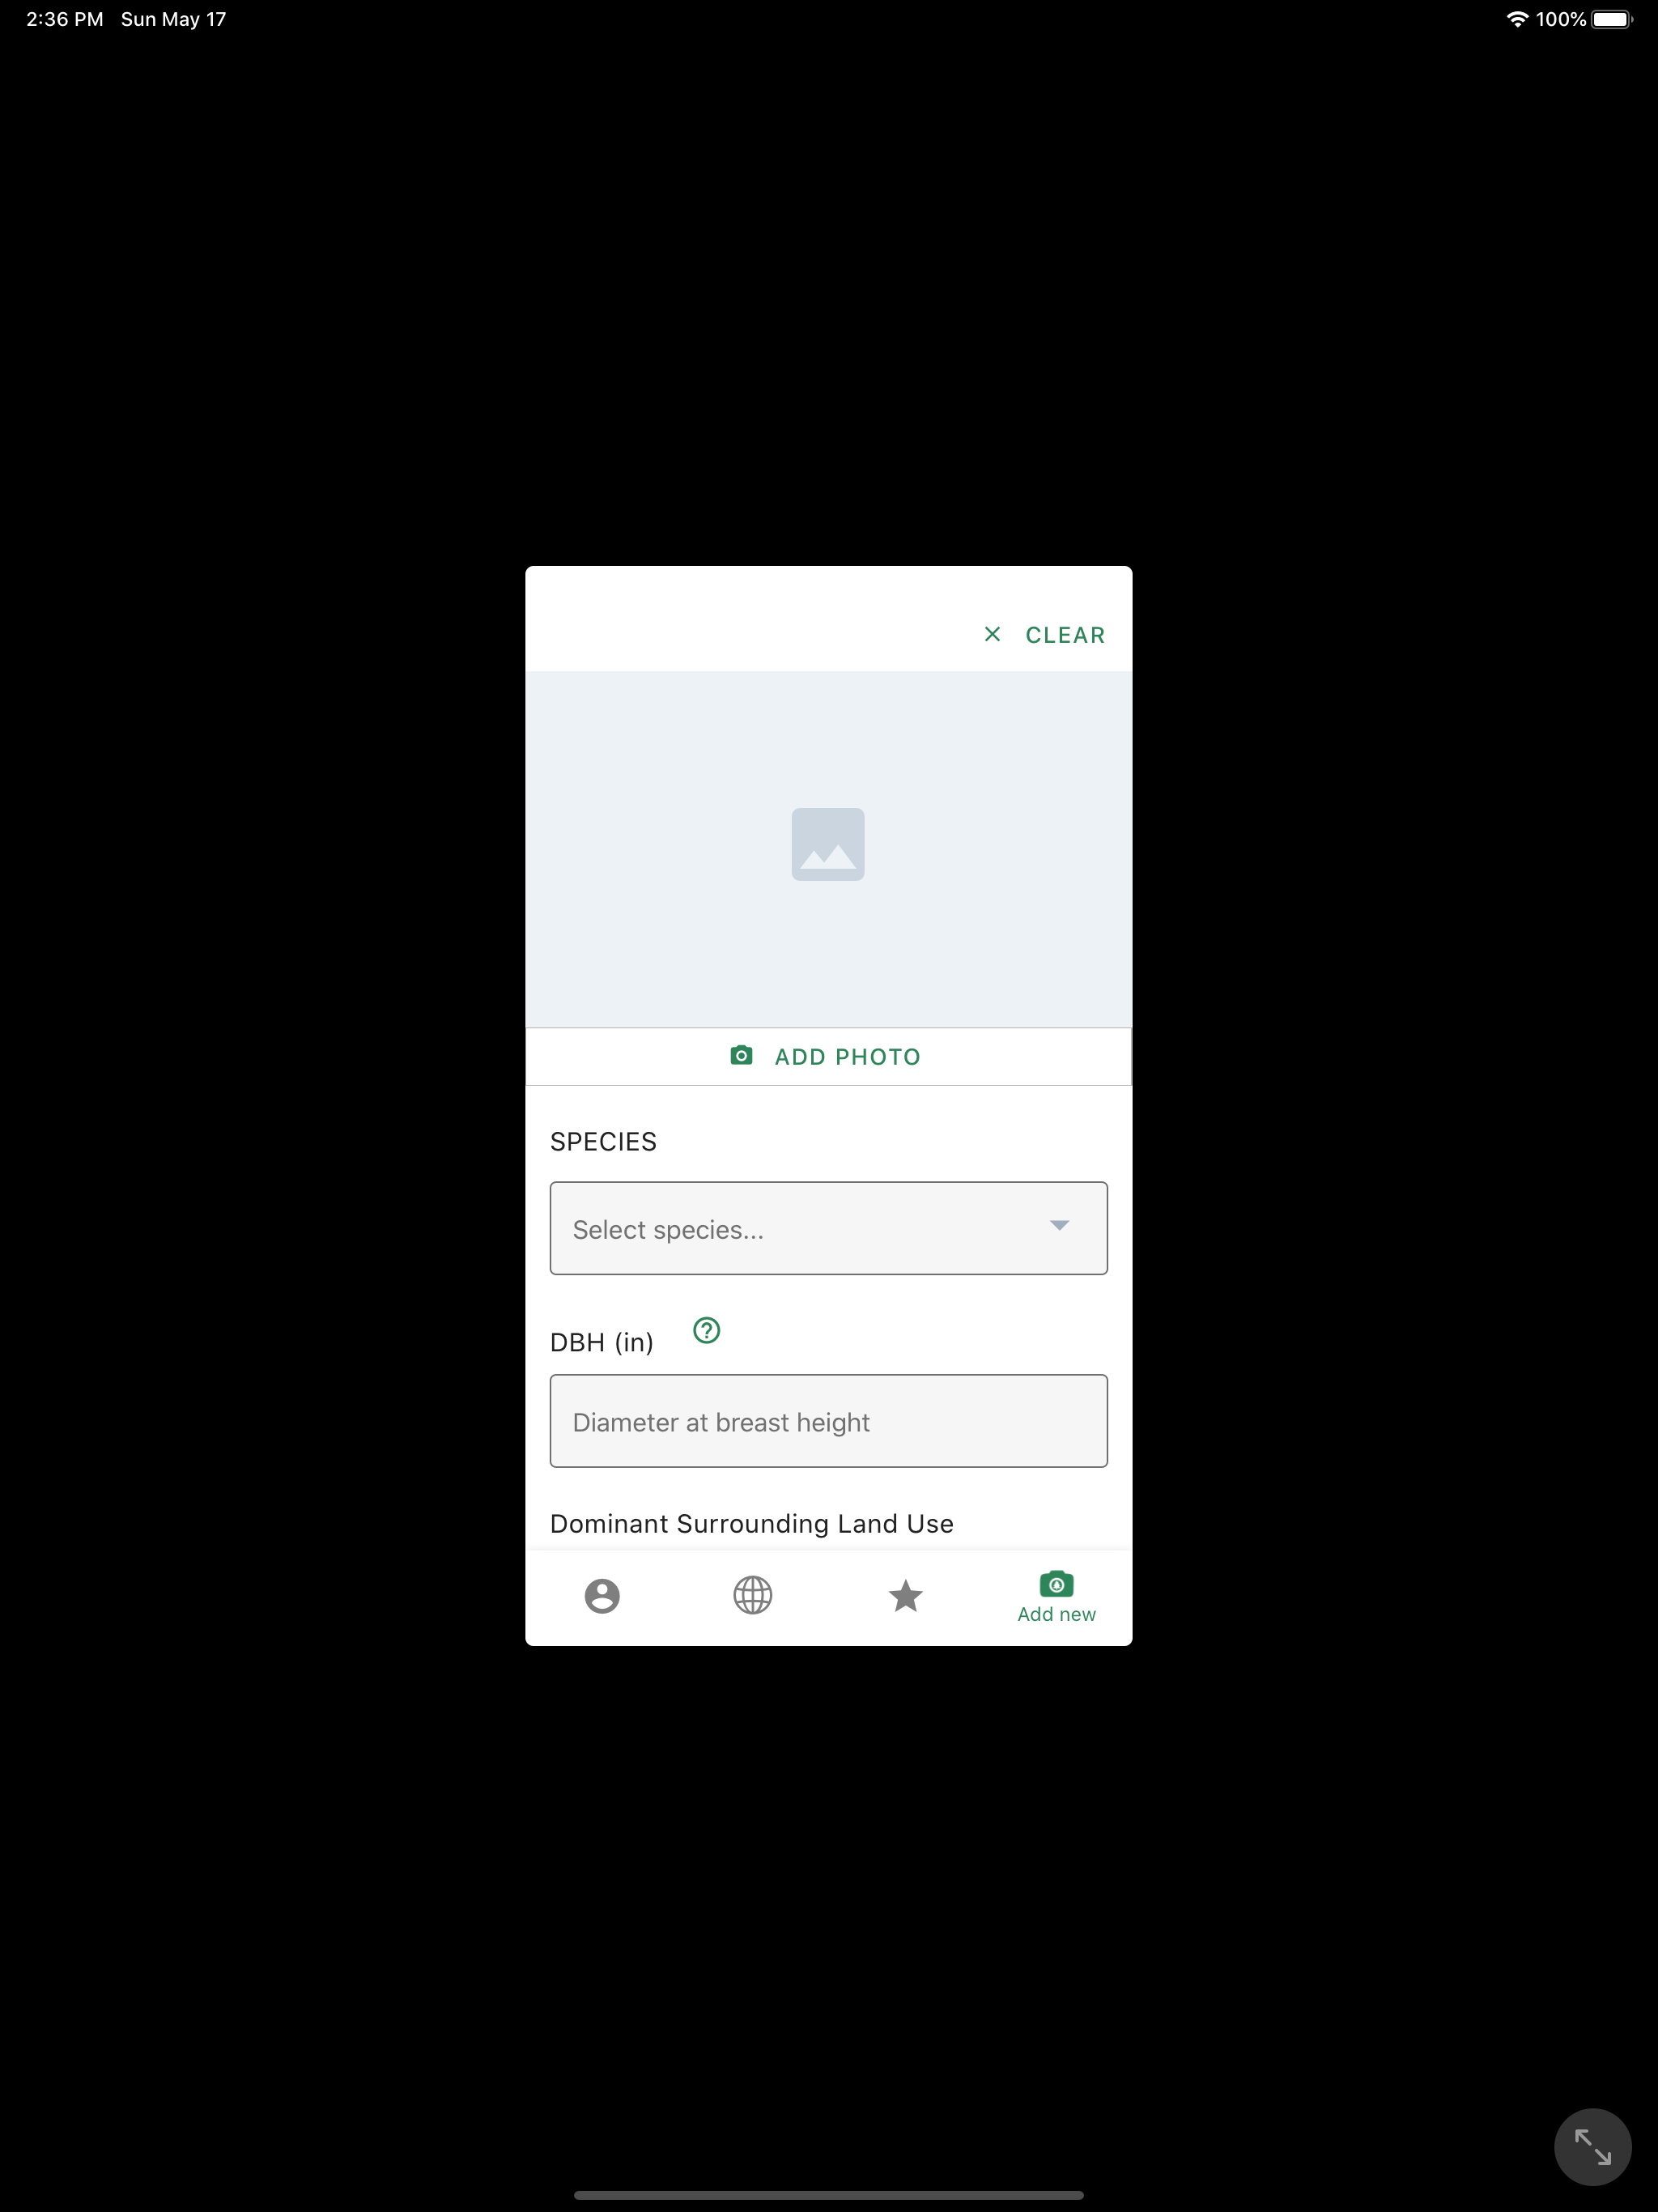 2:36 PM Sun May 17 100%
CLEAR
ADD PHOTO
SPECIES
Select species...
DBH (in)
Diameter at breast height
Dominant Surrounding Land Use
Add new